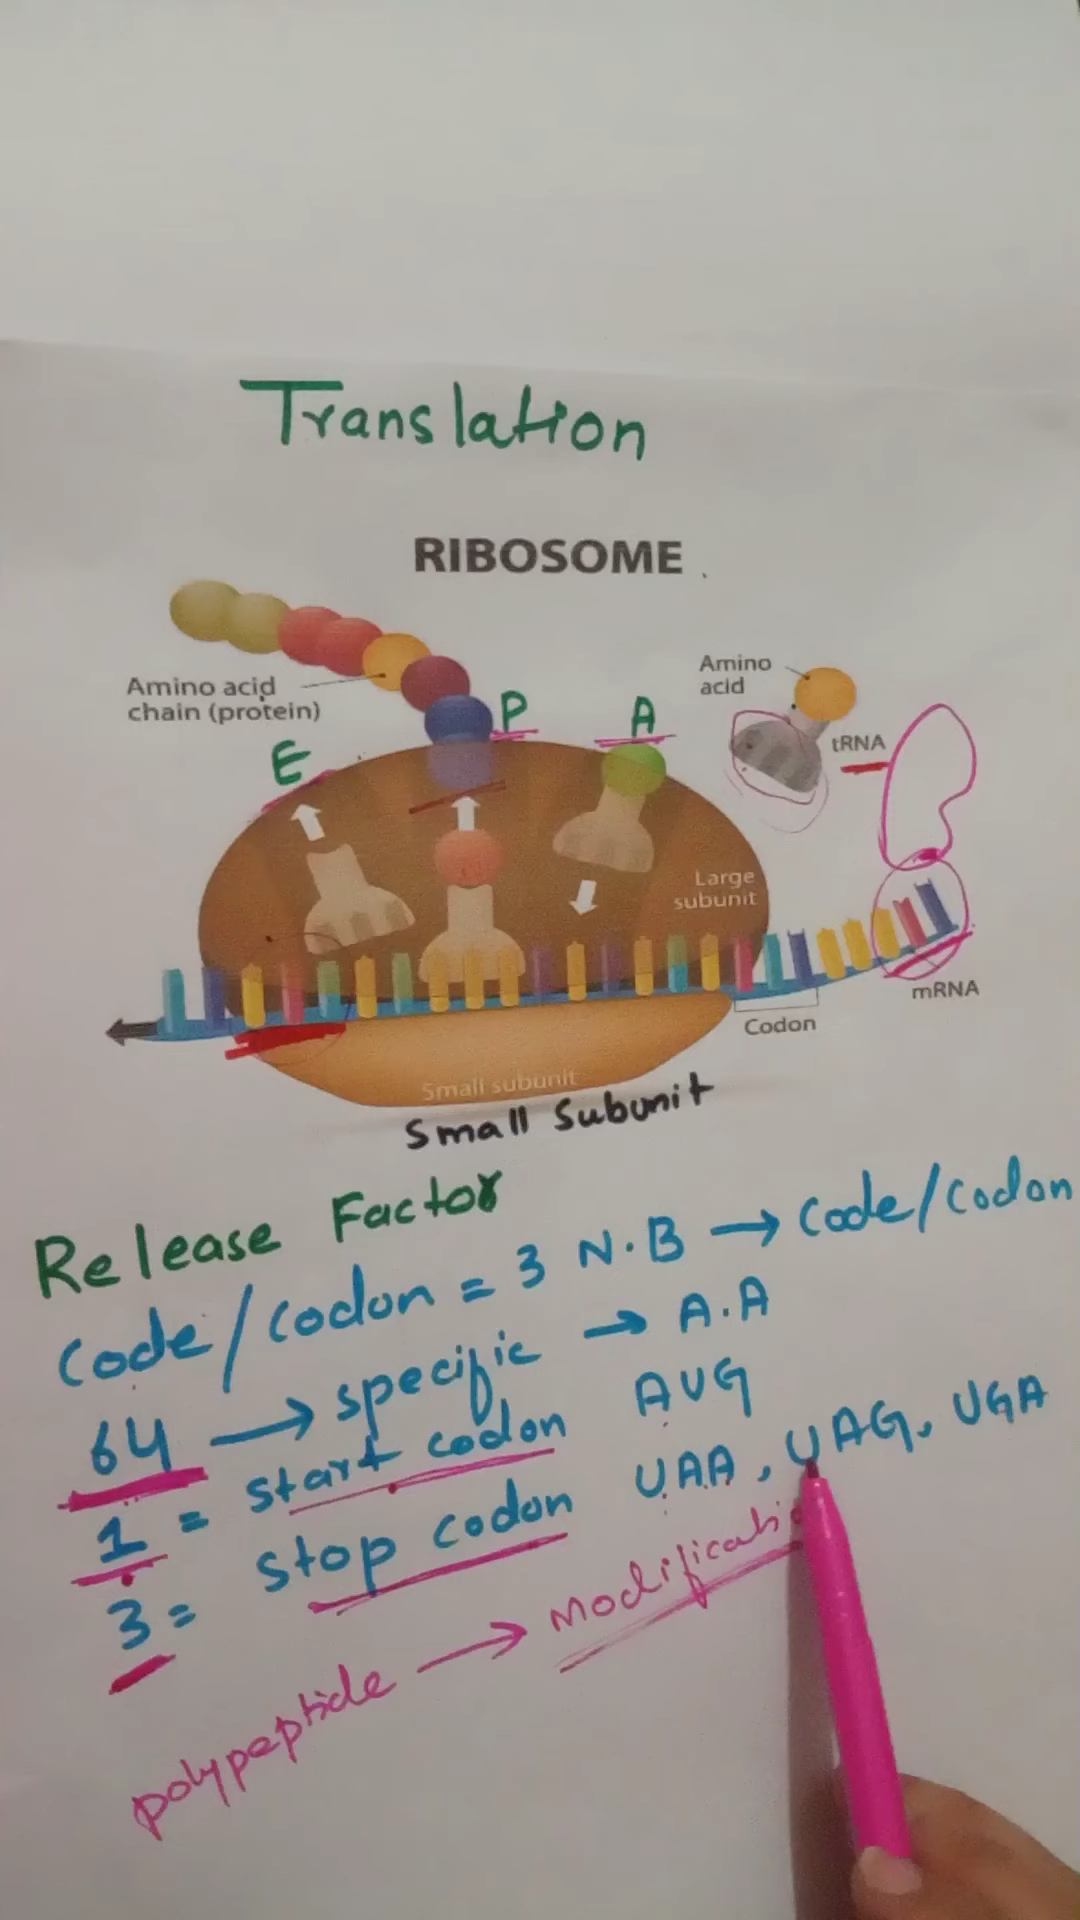 Translation
RIBOSOME
Amino acid
chain (protein)
Amino
acid
E
P
A
tRNA
Large
subunit
mRNA
Codon
Small subunit
Small Subunit
Release Factor
Code/Codon = 3 N.B → Code/Codon
64 → specific → A.A
1 = start codon AUG
3 = stop codon UAA, UAG, UGA
polypeptide → Modificatio